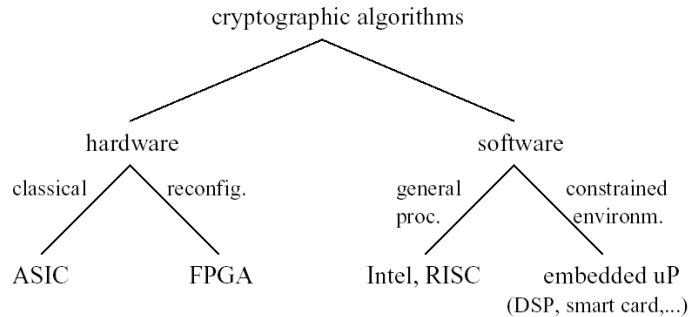 cryptographic algorithms
hardware
software
classical
reconfig.
general
proc.
constrained
environm.
ASIC
FPGA
Intel, RISC
embedded uP
(DSP, smart card,...)